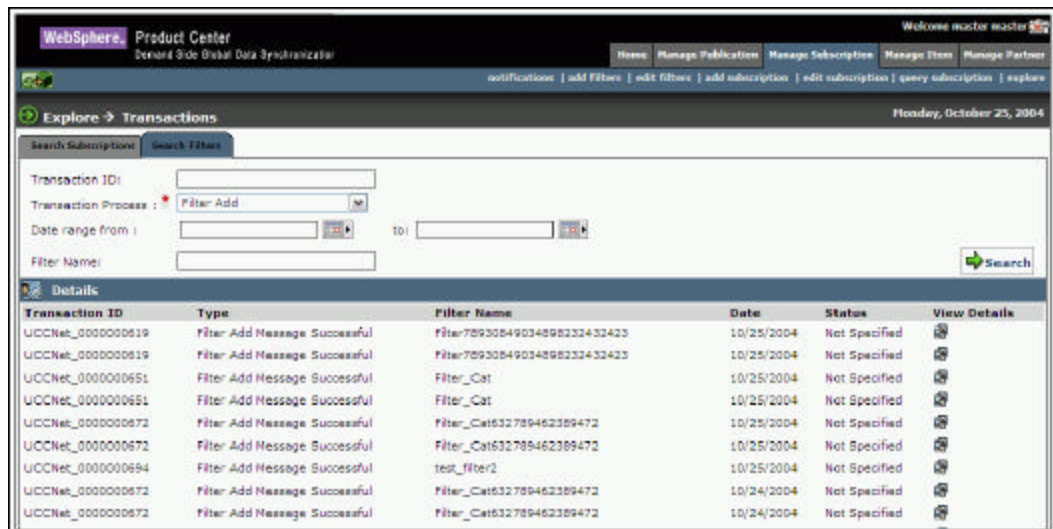 Welcome master master
WebSphere. Product Center
Demand Side Global Data Synchronization
Home Manage Publication Manage Subscription Manage Item Manage Partner
notifications | add filters | edit filters | add subscription | edit subscription | query subscription | explore
Explore → Transactions Monday, October 25, 2004
Search Subscriptions Search Filters
Transaction ID:
Transaction Process : * Filter Add
Date range from : to:
Filter Name:
Search
Details
Transaction ID Type Filter Name Date Status View Details
UCCNet_0000000619 Filter Add Message Successful Filter78930849034898232432423 10/25/2004 Not Specified
UCCNet_0000000619 Filter Add Message Successful Filter78930849034898232432423 10/25/2004 Not Specified
UCCNet_0000000651 Filter Add Message Successful Filter_Cat 10/25/2004 Not Specified
UCCNet_0000000651 Filter Add Message Successful Filter_Cat 10/25/2004 Not Specified
UCCNet_0000000672 Filter Add Message Successful Filter_Cat632789462389472 10/25/2004 Not Specified
UCCNet_0000000672 Filter Add Message Successful Filter_Cat632789462389472 10/25/2004 Not Specified
UCCNet_0000000694 Filter Add Message Successful test_filter2 10/25/2004 Not Specified
UCCNet_0000000672 Filter Add Message Successful Filter_Cat632789462389472 10/24/2004 Not Specified
UCCNet_0000000672 Filter Add Message Successful Filter_Cat632789462389472 10/24/2004 Not Specified